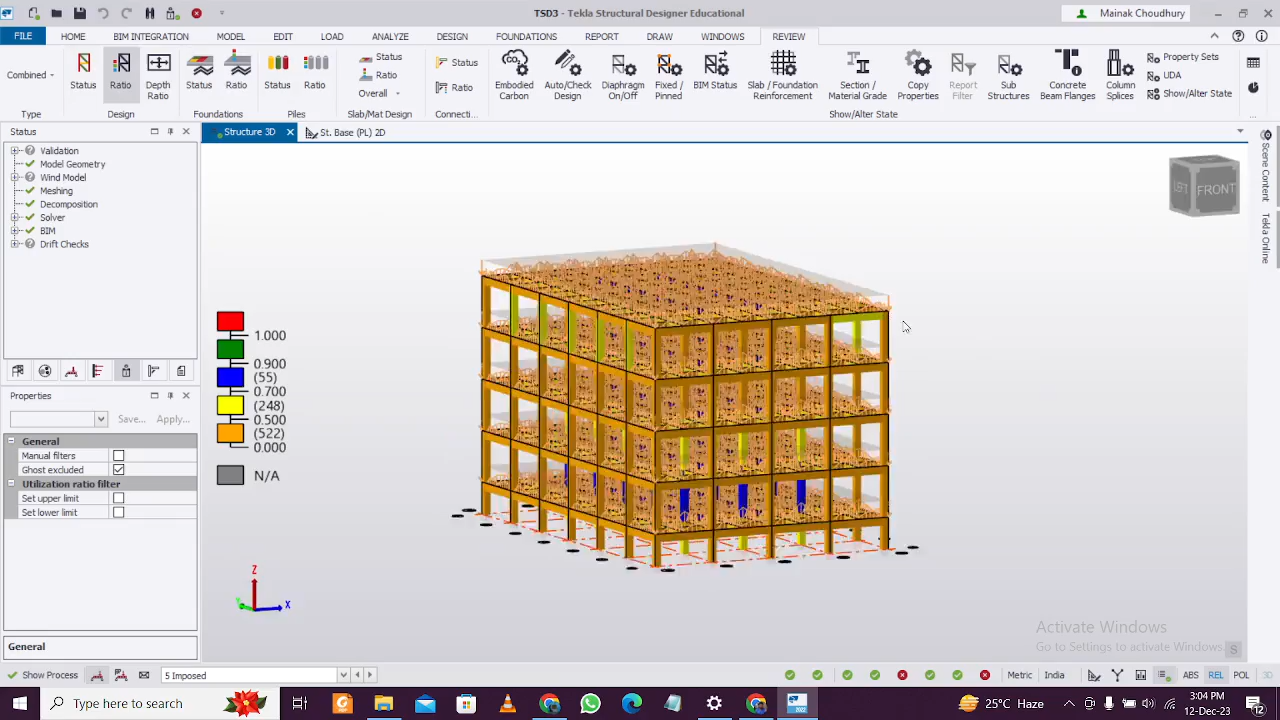 TSD3 - Tekla Structural Designer Educational
Mainak Choudhury
FILE HOME BIM INTEGRATION MODEL EDIT LOAD ANALYZE DESIGN FOUNDATIONS REPORT DRAW WINDOWS REVIEW
Combined
Type
Status
Ratio
Depth Ratio
Design
Status
Ratio
Foundations
Status
Ratio
Piles
Status
Ratio
Overall
Slab/Mat Design
Status
Ratio
Connecti...
Embodied Carbon
Auto/Check Design
Diaphragm On/Off
Fixed / Pinned
BIM Status
Slab / Foundation Reinforcement
Section / Material Grade
Copy Properties
Report Filter
Sub Structures
Concrete Beam Flanges
Column Splices
Property Sets
UDA
Show/Alter State
Show/Alter State
...
Status
Structure 3D
St. Base (PL) 2D
Validation
Model Geometry
Wind Model
Meshing
Decomposition
Solver
BIM
Drift Checks
Properties
Save... Apply...
General
Manual filters
Ghost excluded
Utilization ratio filter
Set upper limit
Set lower limit
General
1.000
0.900
(55)
0.700
(248)
0.500
(522)
0.000
N/A
Z
Y
X
FRONT
Scene Content
Tekla Online
Activate Windows
Go to Settings to activate Windows.
S
Show Process
5 Imposed
Metric India ABS REL POL 3D
Type here to search
2022
25°C Haze
ENG
3:04 PM
12-Dec-23